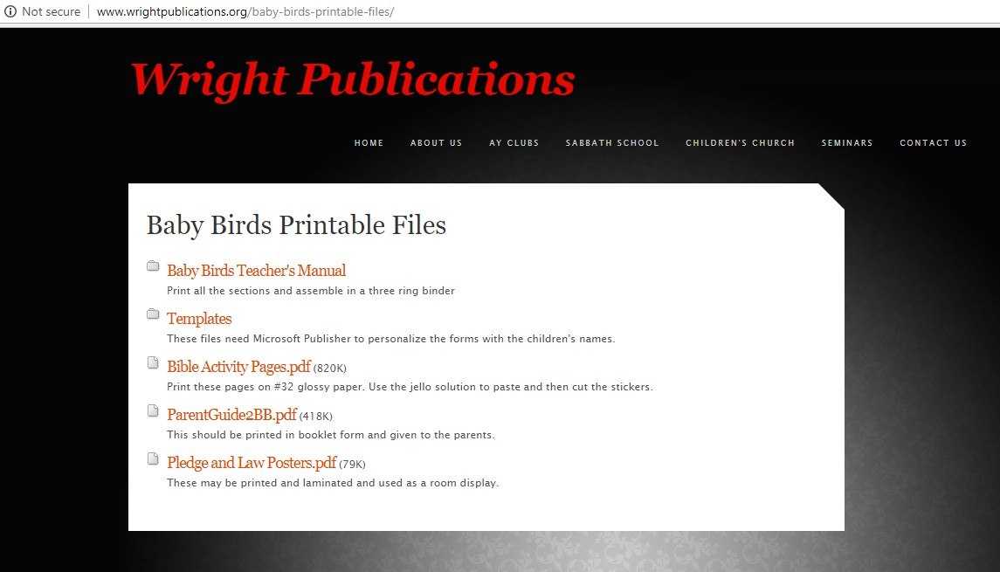 Not secure www.wrightpublications.org/baby-birds-printable-files/
Wright Publications
HOME ABOUT US AY CLUBS SABBATH SCHOOL CHILDREN'S CHURCH SEMINARS CONTACT US
Baby Birds Printable Files
Baby Birds Teacher's Manual
Print all the sections and assemble in a three ring binder
Templates
These files need Microsoft Publisher to personalize the forms with the children's names.
Bible Activity Pages.pdf (820K)
Print these pages on #32 glossy paper. Use the jello solution to paste and then cut the stickers.
ParentGuide2BB.pdf (418K)
This should be printed in booklet form and given to the parents.
Pledge and Law Posters.pdf (79K)
These may be printed and laminated and used as a room display.